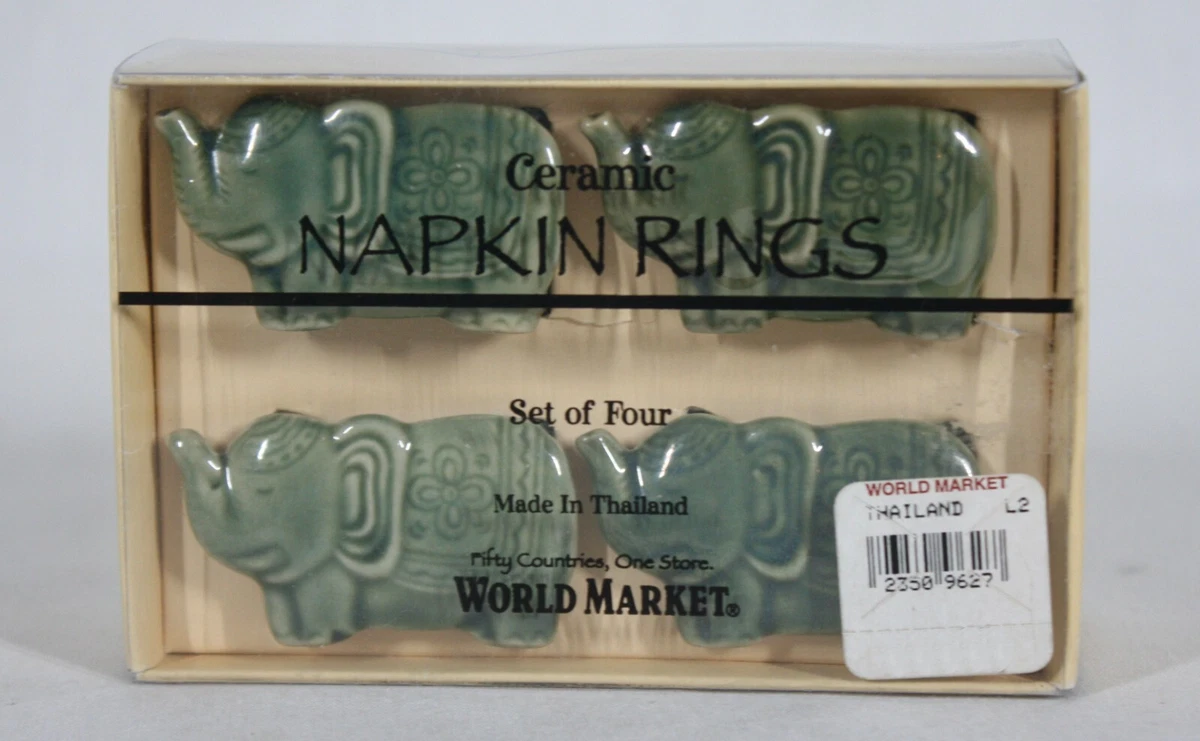 Ceramic
NAPKIN RINGS
Set of Four
Made In Thailand
Fifty Countries, One Store.
WORLD MARKET®
WORLD MARKET
THAILAND L2
2350 9627